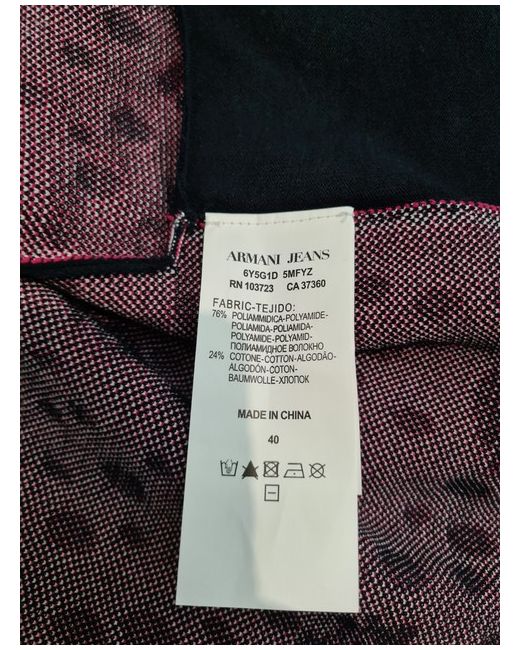 ARMANI JEANS
6Y5G1D 5MFYZ
RN 103723 CA 37360
FABRIC-TEJIDO:
76% POLIAMMIDICA-POLYAMIDE-
POLIAMIDA-POLIAMIDA-
POLYAMIDE-POLYAMID-
ПОЛИАМИДНОЕ ВОЛОКНО
24% COTONE-COTTON-ALGODÃO-
ALGODÓN-COTON-
BAUMWOLLE-ХЛОПОК
MADE IN CHINA
40